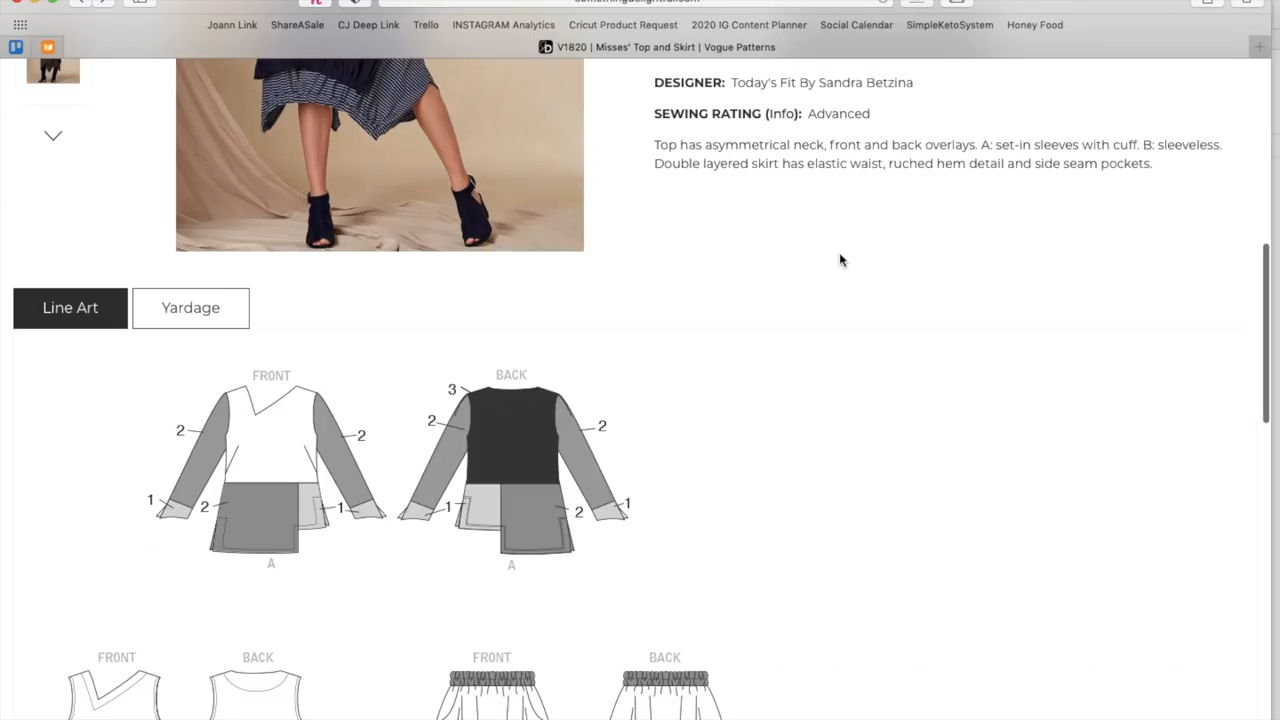 Joann Link ShareASale CJ Deep Link Trello INSTAGRAM Analytics Cricut Product Request 2020 IG Content Planner Social Calendar SimpleKetoSystem Honey Food
V1820 | Misses' Top and Skirt | Vogue Patterns
DESIGNER: Today's Fit By Sandra Betzina
SEWING RATING (Info): Advanced
Top has asymmetrical neck, front and back overlays. A: set-in sleeves with cuff. B: sleeveless.
Double layered skirt has elastic waist, ruched hem detail and side seam pockets.
Line Art Yardage
FRONT BACK
3
2 2 2 2
1 2 1 1 2 1
A A
FRONT BACK FRONT BACK